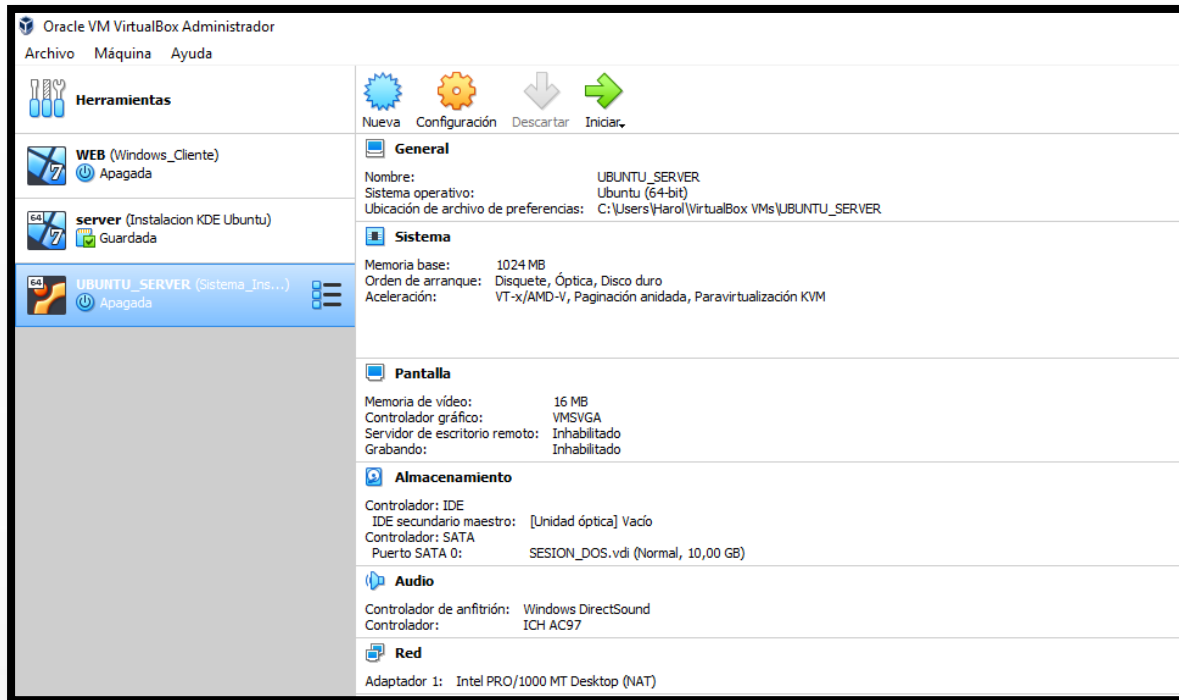 Oracle VM VirtualBox Administrador
Archivo Máquina Ayuda
Herramientas
WEB (Windows_Cliente)
Apagada
64
server (Instalacion KDE Ubuntu)
Guardada
64
UBUNTU_SERVER (Sistema_Ins...)
Apagada
Nueva Configuración Descartar Iniciar
General
Nombre: UBUNTU_SERVER
Sistema operativo: Ubuntu (64-bit)
Ubicación de archivo de preferencias: C:\Users\Harol\VirtualBox VMs\UBUNTU_SERVER
Sistema
Memoria base: 1024 MB
Orden de arranque: Disquete, Óptica, Disco duro
Aceleración: VT-x/AMD-V, Paginación anidada, Paravirtualización KVM
Pantalla
Memoria de vídeo: 16 MB
Controlador gráfico: VMSVGA
Servidor de escritorio remoto: Inhabilitado
Grabando: Inhabilitado
Almacenamiento
Controlador: IDE
IDE secundario maestro: [Unidad óptica] Vacío
Controlador: SATA
Puerto SATA 0: SESION_DOS.vdi (Normal, 10,00 GB)
Audio
Controlador de anfitrión: Windows DirectSound
Controlador: ICH AC97
Red
Adaptador 1: Intel PRO/1000 MT Desktop (NAT)